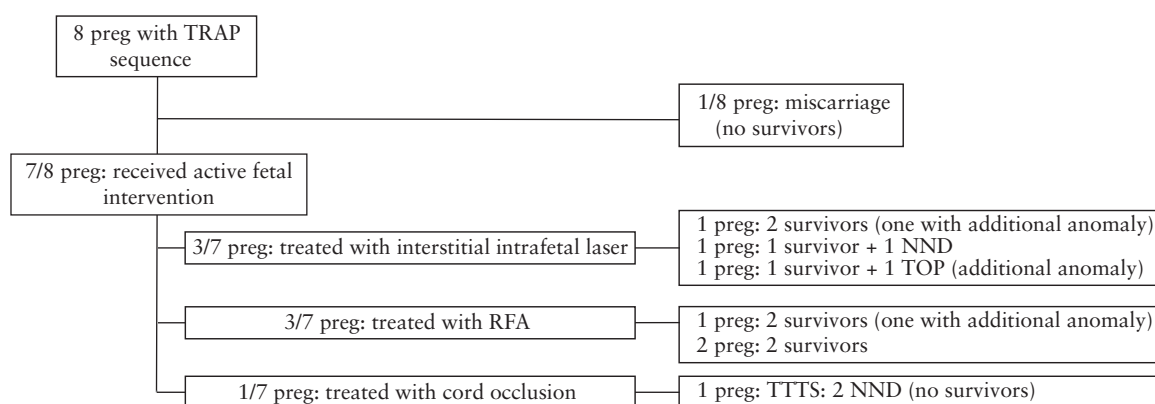 8 preg with TRAP
sequence
1/8 preg: miscarriage
(no survivors)
7/8 preg: received active fetal
intervention
3/7 preg: treated with interstitial intrafetal laser
1 preg: 2 survivors (one with additional anomaly)
1 preg: 1 survivor + 1 NND
1 preg: 1 survivor + 1 TOP (additional anomaly)
3/7 preg: treated with RFA
1 preg: 2 survivors (one with additional anomaly)
2 preg: 2 survivors
1/7 preg: treated with cord occlusion
1 preg: TTTS: 2 NND (no survivors)